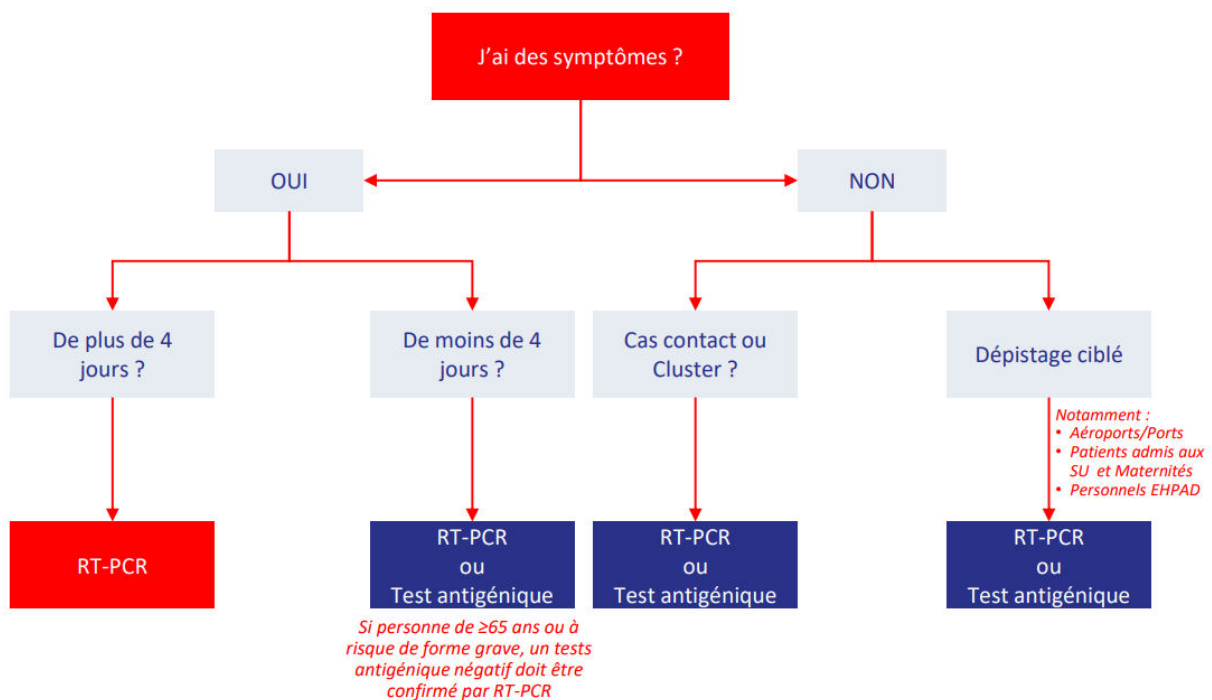 J’ai des symptômes ?
OUI
NON
De plus de 4
jours ?
De moins de 4
jours ?
Cas contact ou
Cluster ?
Dépistage ciblé
Notamment :
• Aéroports/Ports
• Patients admis aux
SU et Maternités
• Personnels EHPAD
RT-PCR
RT-PCR
ou
Test antigénique
Si personne de ≥65 ans ou à
risque de forme grave, un tests
antigénique négatif doit être
confirmé par RT-PCR
RT-PCR
ou
Test antigénique
RT-PCR
ou
Test antigénique